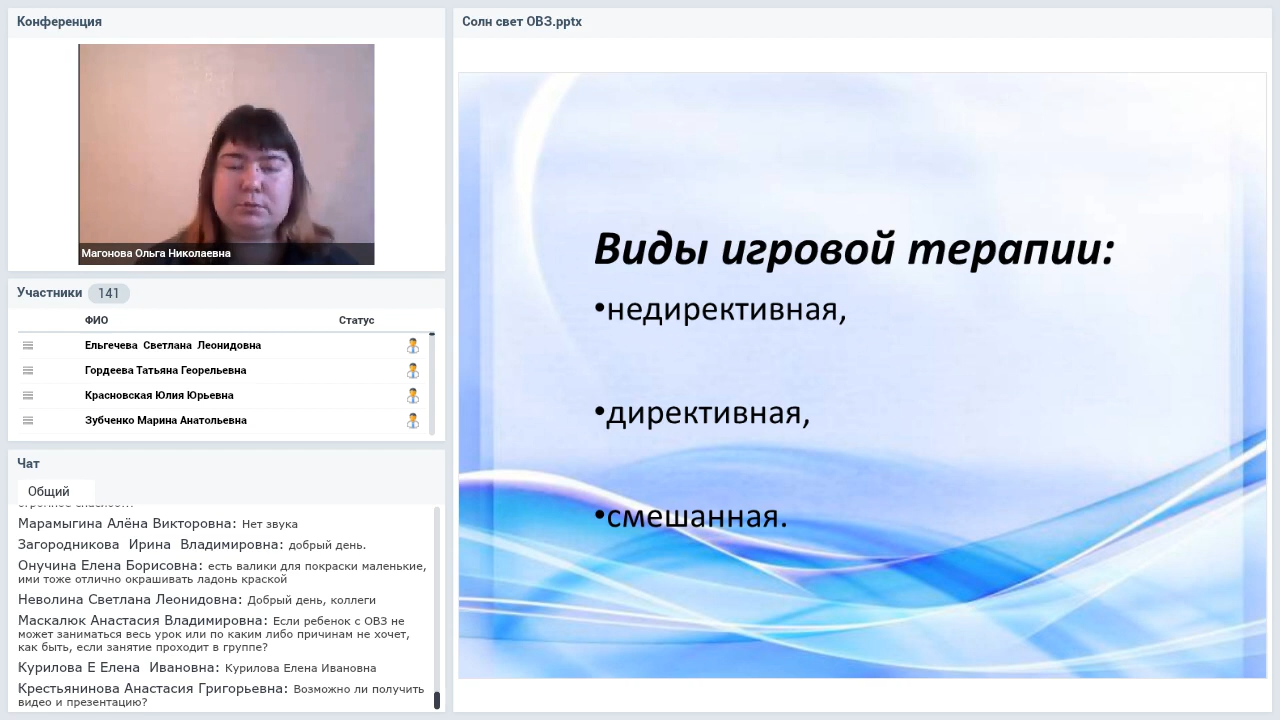 Конференция
Магонова Ольга Николаевна
Участники 141
ФИО Статус
Ельгечева Светлана Леонидовна
Гордеева Татьяна Георельевна
Красновская Юлия Юрьевна
Зубченко Марина Анатольевна
Чат
Общий
Марамыгина Алёна Викторовна: Нет звука
Загородникова Ирина Владимировна: добрый день.
Онучина Елена Борисовна: есть валики для покраски маленькие,
ими тоже отлично окрашивать ладонь краской
Неволина Светлана Леонидовна: Добрый день, коллеги
Маскалюк Анастасия Владимировна: Если ребенок с ОВЗ не
может заниматься весь урок или по каким либо причинам не хочет,
как быть, если занятие проходит в группе?
Курилова Е Елена Ивановна: Курилова Елена Ивановна
Крестьянинова Анастасия Григорьевна: Возможно ли получить
видео и презентацию?
Солн свет ОВЗ.pptx
Виды игровой терапии:
•недирективная,
•директивная,
•смешанная.